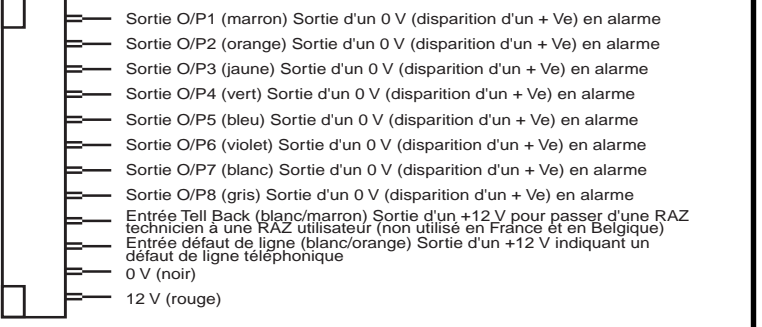 Sortie O/P1 (marron) Sortie d'un 0 V (disparition d'un + Ve) en alarme
Sortie O/P2 (orange) Sortie d'un 0 V (disparition d'un + Ve) en alarme
Sortie O/P3 (jaune) Sortie d'un 0 V (disparition d'un + Ve) en alarme
Sortie O/P4 (vert) Sortie d'un 0 V (disparition d'un + Ve) en alarme
Sortie O/P5 (bleu) Sortie d'un 0 V (disparition d'un + Ve) en alarme
Sortie O/P6 (violet) Sortie d'un 0 V (disparition d'un + Ve) en alarme
Sortie O/P7 (blanc) Sortie d'un 0 V (disparition d'un + Ve) en alarme
Sortie O/P8 (gris) Sortie d'un 0 V (disparition d'un + Ve) en alarme
Entrée Tell Back (blanc/marron) Sortie d'un +12 V pour passer d'une RAZ
technicien à une RAZ utilisateur (non utilisé en France et en Belgique)
Entrée défaut de ligne (blanc/orange) Sortie d'un +12 V indiquant un
défaut de ligne téléphonique
0 V (noir)
12 V (rouge)